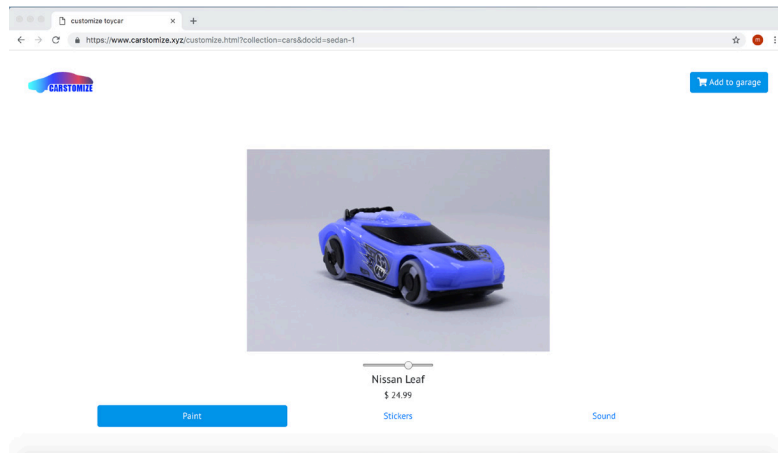 customize toycar
https://www.carstomize.xyz/customize.html?collection=cars&docid=sedan-1
m
CARSTOMIZE
Add to garage
Nissan Leaf
$ 24.99
Paint
Stickers
Sound